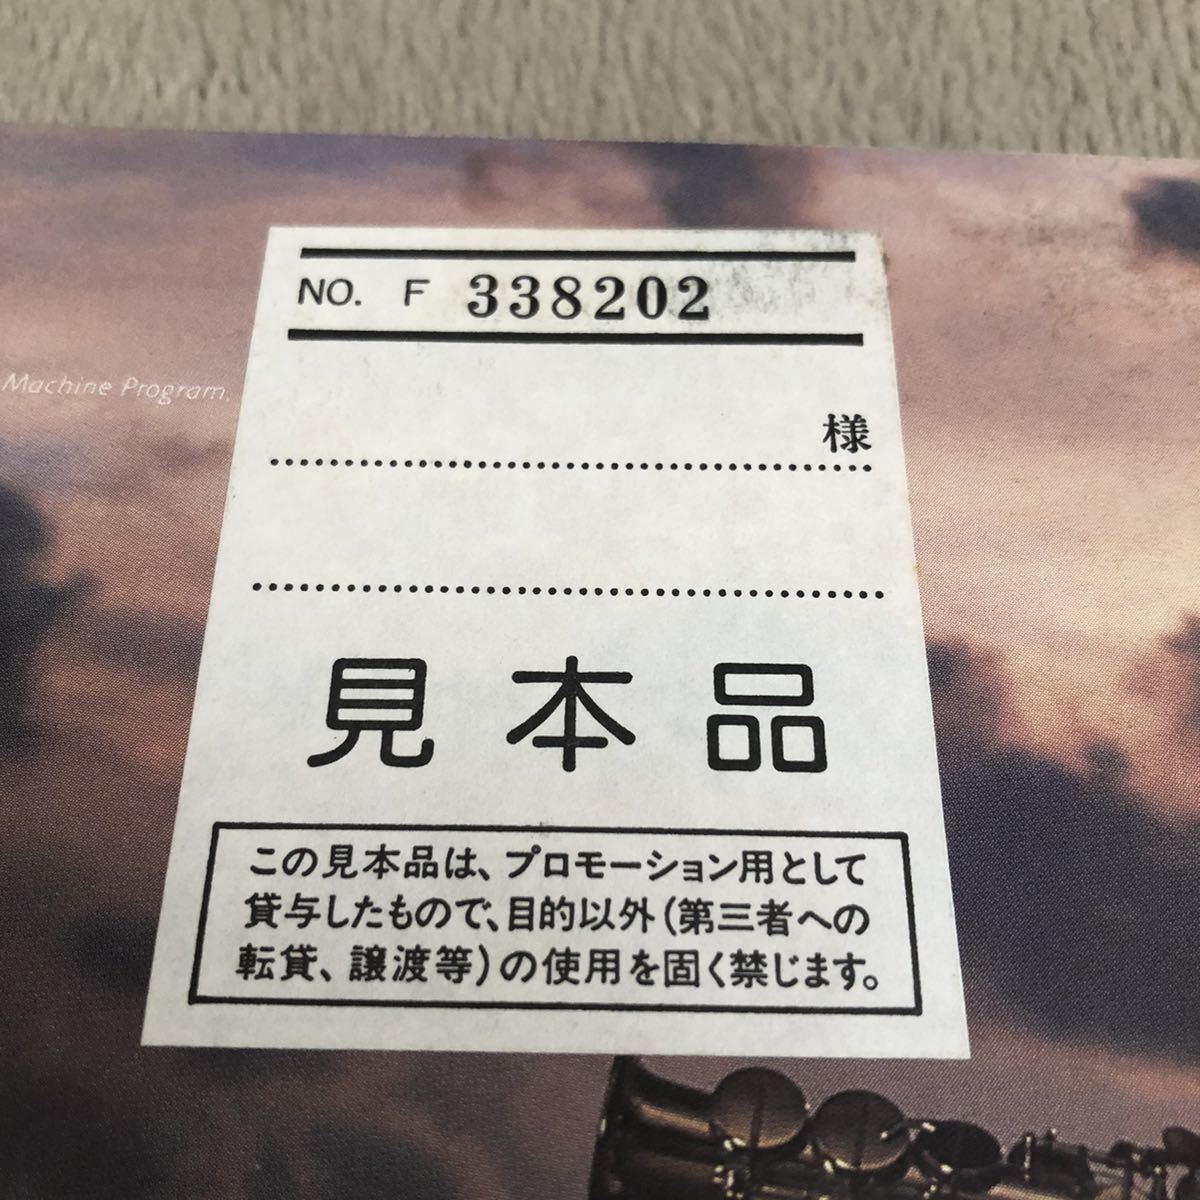 NO. F 338202
Machine Program.
様
見本品
この見本品は、プロモーション用として
貸与したもので、目的以外(第三者への
転貸、譲渡等)の使用を固く禁じます。